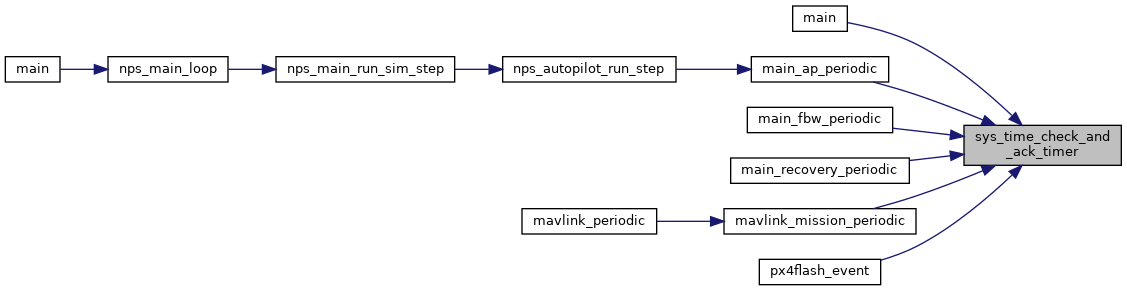 main
main
nps_main_loop
nps_main_run_sim_step
nps_autopilot_run_step
main_ap_periodic
main_fbw_periodic
sys_time_check_and
_ack_timer
main_recovery_periodic
mavlink_periodic
mavlink_mission_periodic
px4flash_event